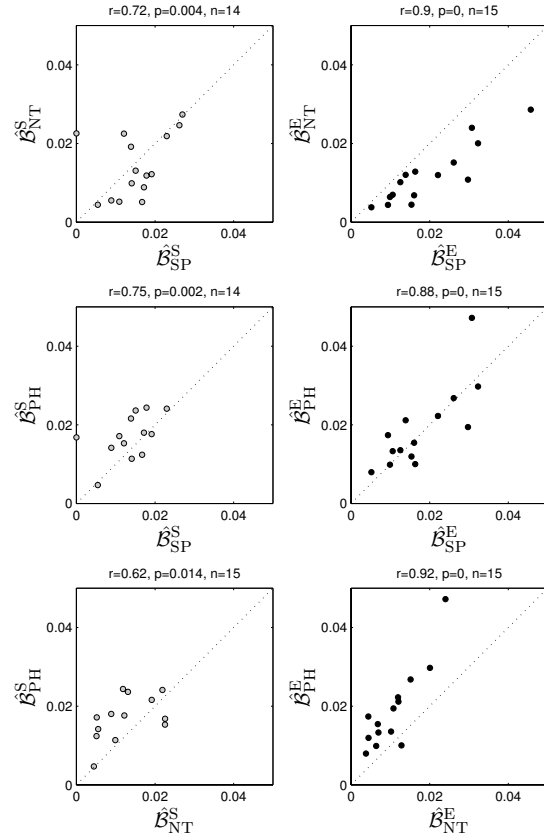 r=0.72, p=0.004, n=14
0.04
0.02
0
0 0.02 0.04
B̂ˢ_NT
B̂ˢ_SP
r=0.9, p=0, n=15
0.04
0.02
0
0 0.02 0.04
B̂ᴱ_NT
B̂ᴱ_SP
r=0.75, p=0.002, n=14
0.04
0.02
0
0 0.02 0.04
B̂ˢ_PH
B̂ˢ_SP
r=0.88, p=0, n=15
0.04
0.02
0
0 0.02 0.04
B̂ᴱ_PH
B̂ᴱ_SP
r=0.62, p=0.014, n=15
0.04
0.02
0
0 0.02 0.04
B̂ˢ_PH
B̂ˢ_NT
r=0.92, p=0, n=15
0.04
0.02
0
0 0.02 0.04
B̂ᴱ_PH
B̂ᴱ_NT